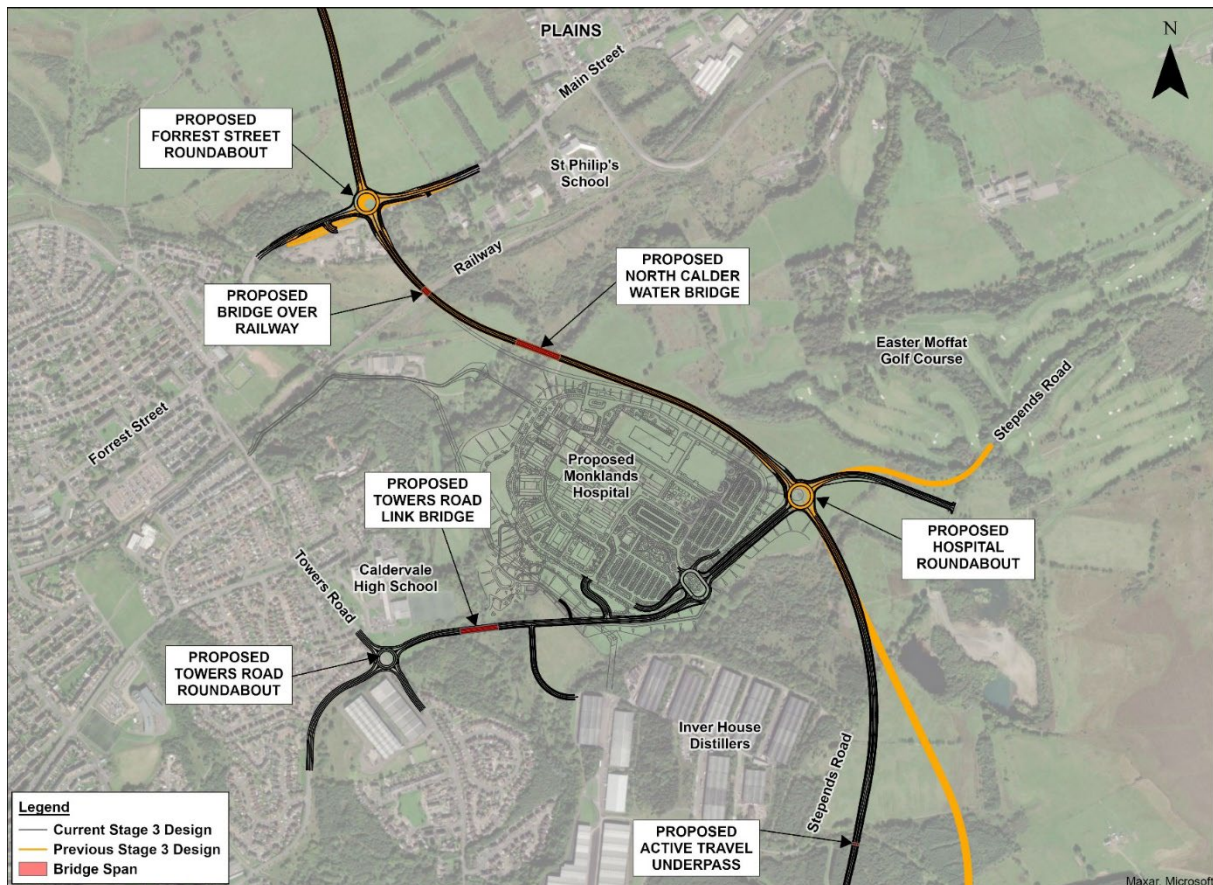 PLAINS
Main Street
N
PROPOSED
FORREST STREET
ROUNDABOUT
St Philip's
School
Railway
PROPOSED
NORTH CALDER
WATER BRIDGE
PROPOSED
BRIDGE OVER
RAILWAY
Easter Moffat
Golf Course
Stepends Road
Forrest Street
Proposed
Monklands
Hospital
PROPOSED
TOWERS ROAD
LINK BRIDGE
PROPOSED
HOSPITAL
ROUNDABOUT
Caldervale
High School
Towers Road
PROPOSED
TOWERS ROAD
ROUNDABOUT
Inver House
Distillers
Stepends Road
PROPOSED
ACTIVE TRAVEL
UNDERPASS
Legend
Current Stage 3 Design
Previous Stage 3 Design
Bridge Span
Maxar, Microsoft